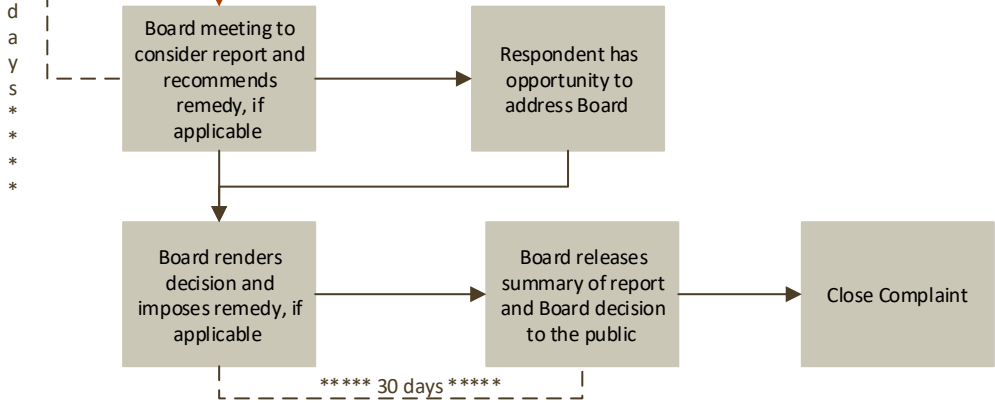 d
a
y
s
*
*
*
*
Board meeting to
consider report and
recommends
remedy, if
applicable
Respondent has
opportunity to
address Board
Board renders
decision and
imposes remedy, if
applicable
Board releases
summary of report
and Board decision
to the public
Close Complaint
***** 30 days *****